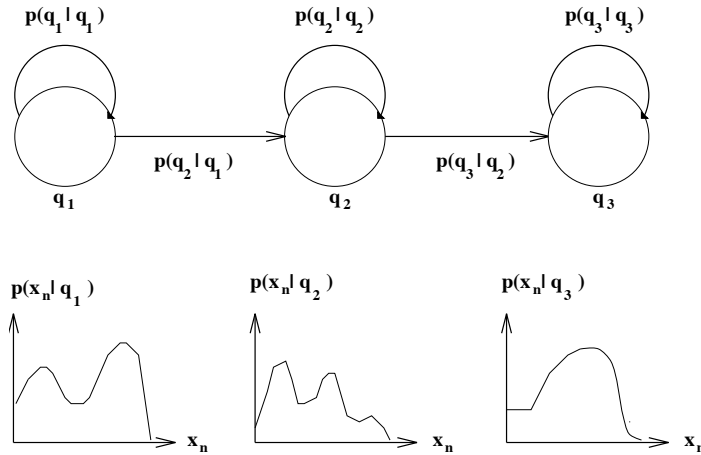 p(q₁ | q₁) p(q₂ | q₂) p(q₃ | q₃)
p(q₂ | q₁) p(q₃ | q₂)
q₁ q₂ q₃
p(xₙ | q₁) p(xₙ | q₂) p(xₙ | q₃)
xₙ xₙ xₙ